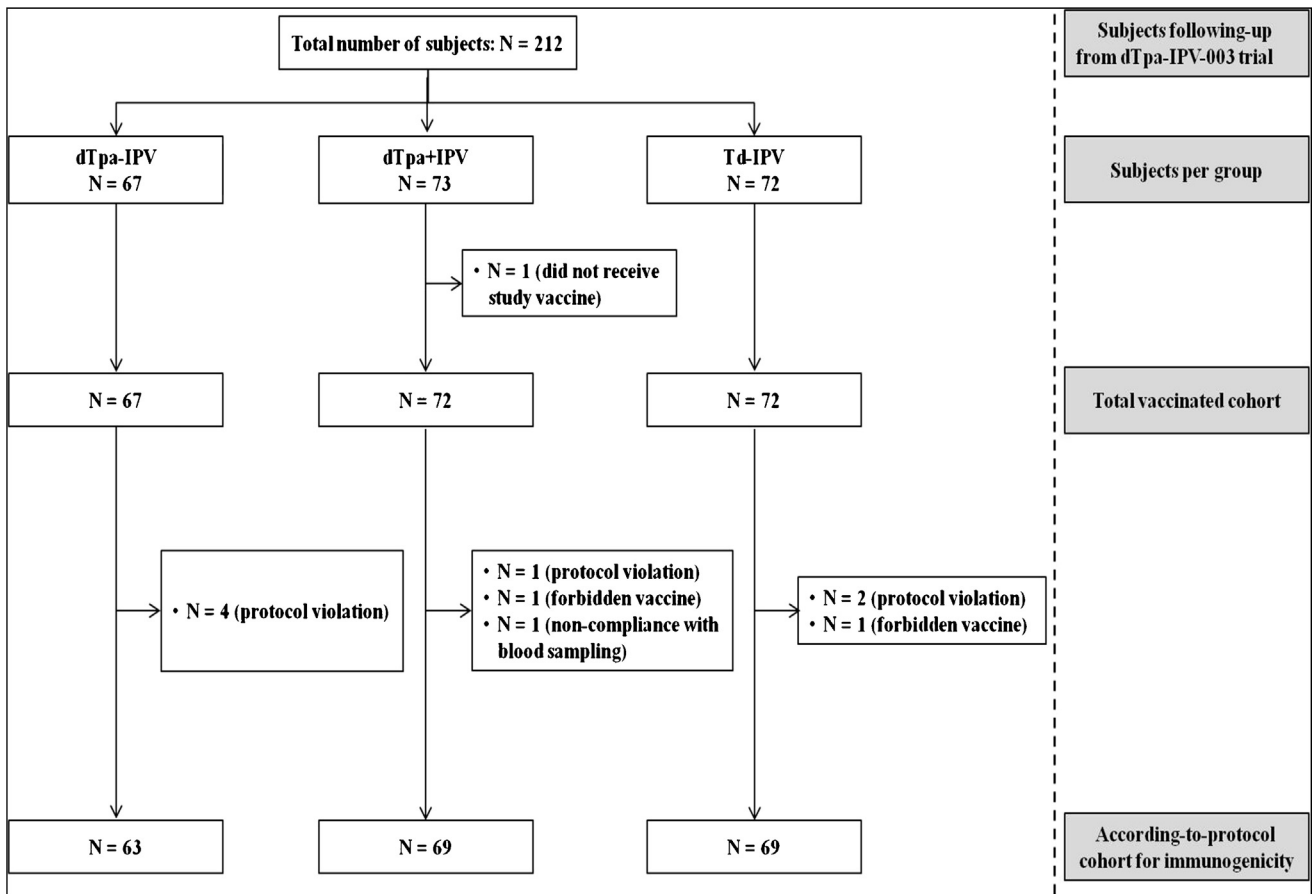 Total number of subjects: N = 212
Subjects following-up
from dTpa-IPV-003 trial
dTpa-IPV
N = 67
dTpa+IPV
N = 73
Td-IPV
N = 72
Subjects per group
• N = 1 (did not receive
study vaccine)
N = 67
N = 72
N = 72
Total vaccinated cohort
• N = 4 (protocol violation)
• N = 1 (protocol violation)
• N = 1 (forbidden vaccine)
• N = 1 (non-compliance with
blood sampling)
• N = 2 (protocol violation)
• N = 1 (forbidden vaccine)
N = 63
N = 69
N = 69
According-to-protocol
cohort for immunogenicity